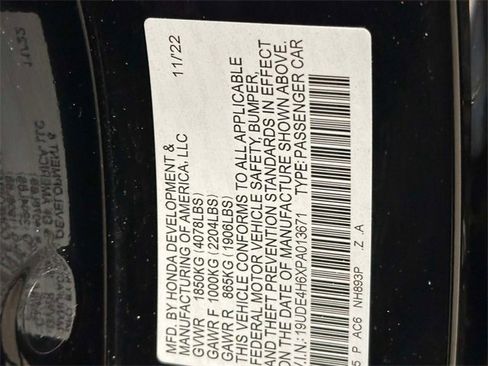 MFD. BY HONDA DEVELOPMENT &
MANUFACTURING OF AMERICA, LLC 11/22
GVWR 1850KG (4078LBS)
GAWR F 1000KG (2204LBS)
GAWR R 865KG (1906LBS)
THIS VEHICLE CONFORMS TO ALL APPLICABLE
FEDERAL MOTOR VEHICLE SAFETY, BUMPER,
AND THEFT PREVENTION STANDARDS IN EFFECT
ON THE DATE OF MANUFACTURE SHOWN ABOVE.
V.I.N.: 19UDE4H6XPA013671 TYPE: PASSENGER CAR
5 P AC6 NH893P Z .A